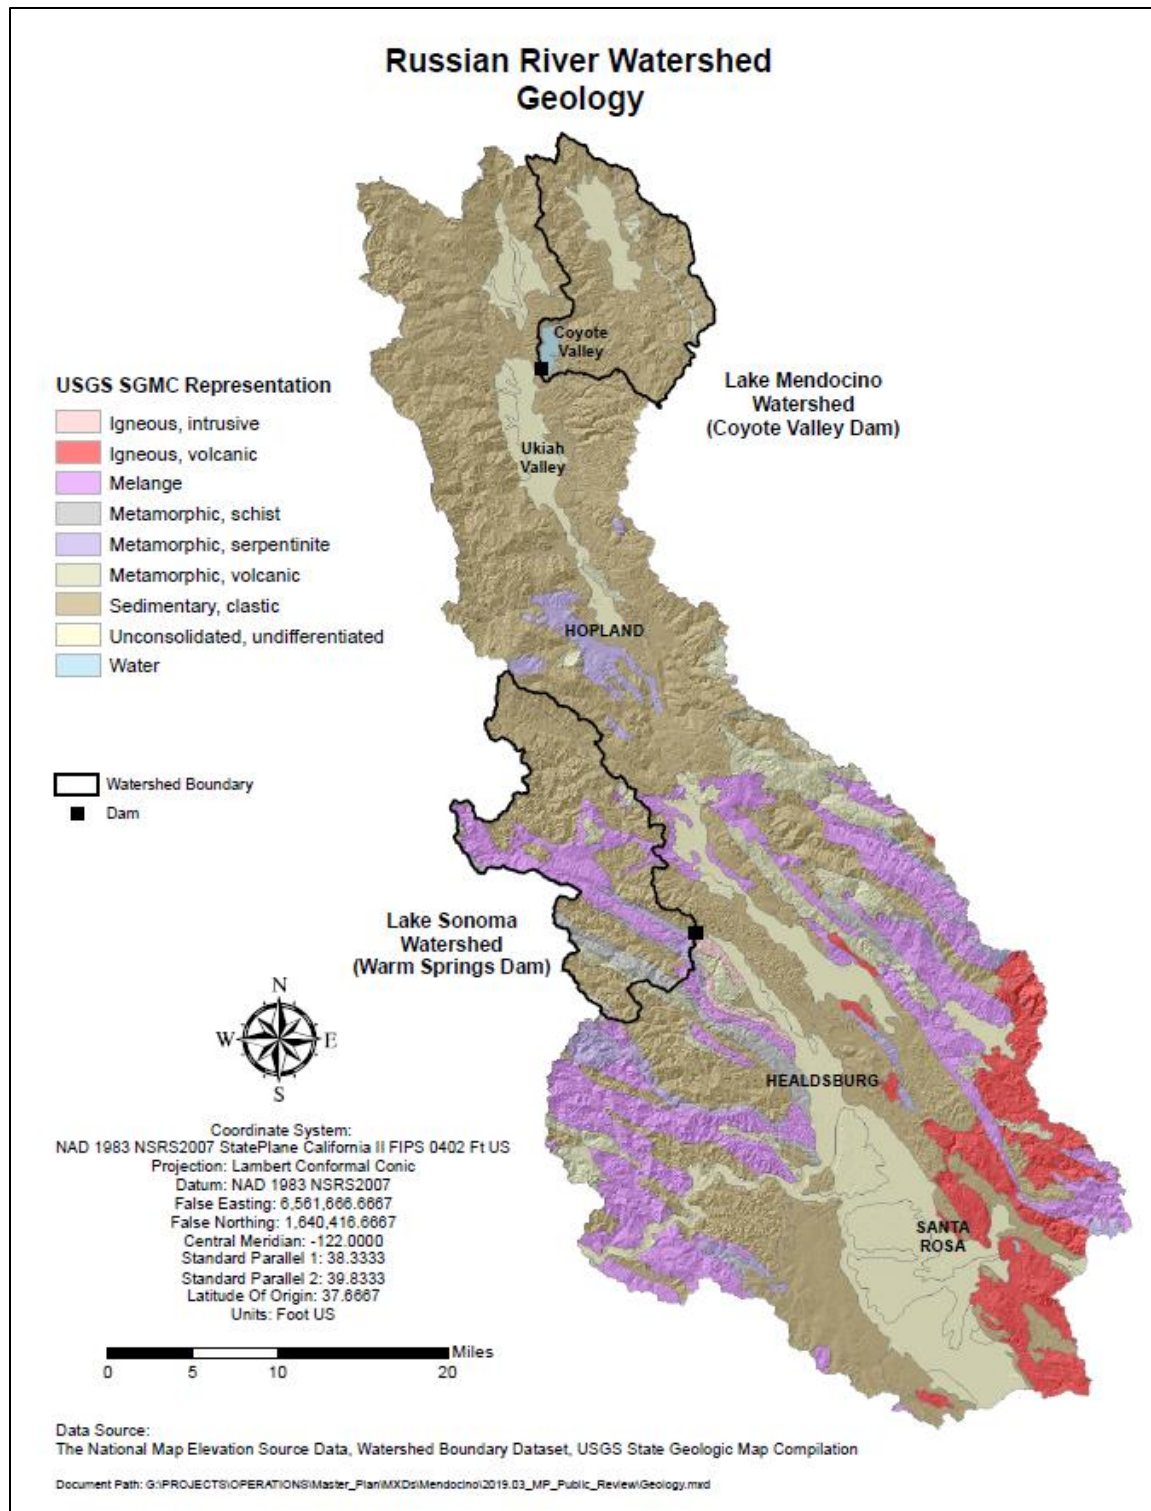 Russian River Watershed
Geology
Coyote
Valley
Lake Mendocino
Watershed
(Coyote Valley Dam)
USGS SGMC Representation
Igneous, intrusive
Igneous, volcanic
Melange
Metamorphic, schist
Metamorphic, serpentinite
Metamorphic, volcanic
Sedimentary, clastic
Unconsolidated, undifferentiated
Water
Ukiah
Valley
HOPLAND
Watershed Boundary
Dam
Lake Sonoma
Watershed
(Warm Springs Dam)
N
W E
S
HEALDSBURG
SANTA
ROSA
Coordinate System:
NAD 1983 NSRS2007 StatePlane California II FIPS 0402 Ft US
Projection: Lambert Conformal Conic
Datum: NAD 1983 NSRS2007
False Easting: 6,561,666.6667
False Northing: 1,640,416.6667
Central Meridian: -122.0000
Standard Parallel 1: 38.3333
Standard Parallel 2: 39.8333
Latitude Of Origin: 37.6667
Units: Foot US
Miles
0 5 10 20
Data Source:
The National Map Elevation Source Data, Watershed Boundary Dataset, USGS State Geologic Map Compilation
Document Path: G:\PROJECTS\OPERATIONS\Master_Plan\MXDs\Mendocino\2019.03_MP_Public_Review\Geology.mxd